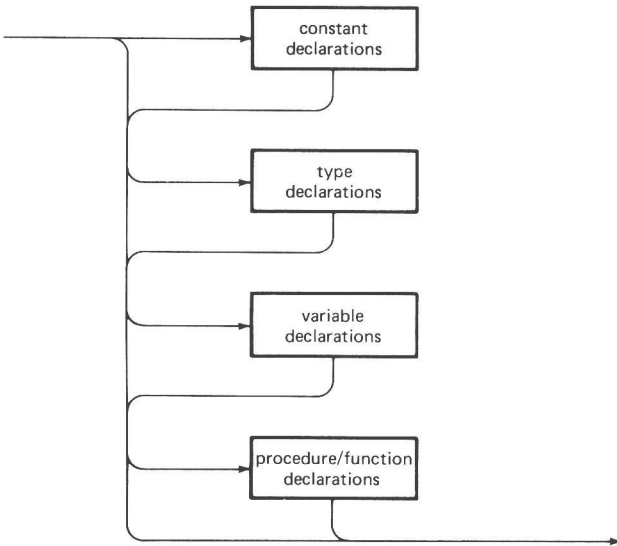 constant
declarations
type
declarations
variable
declarations
procedure/function
declarations